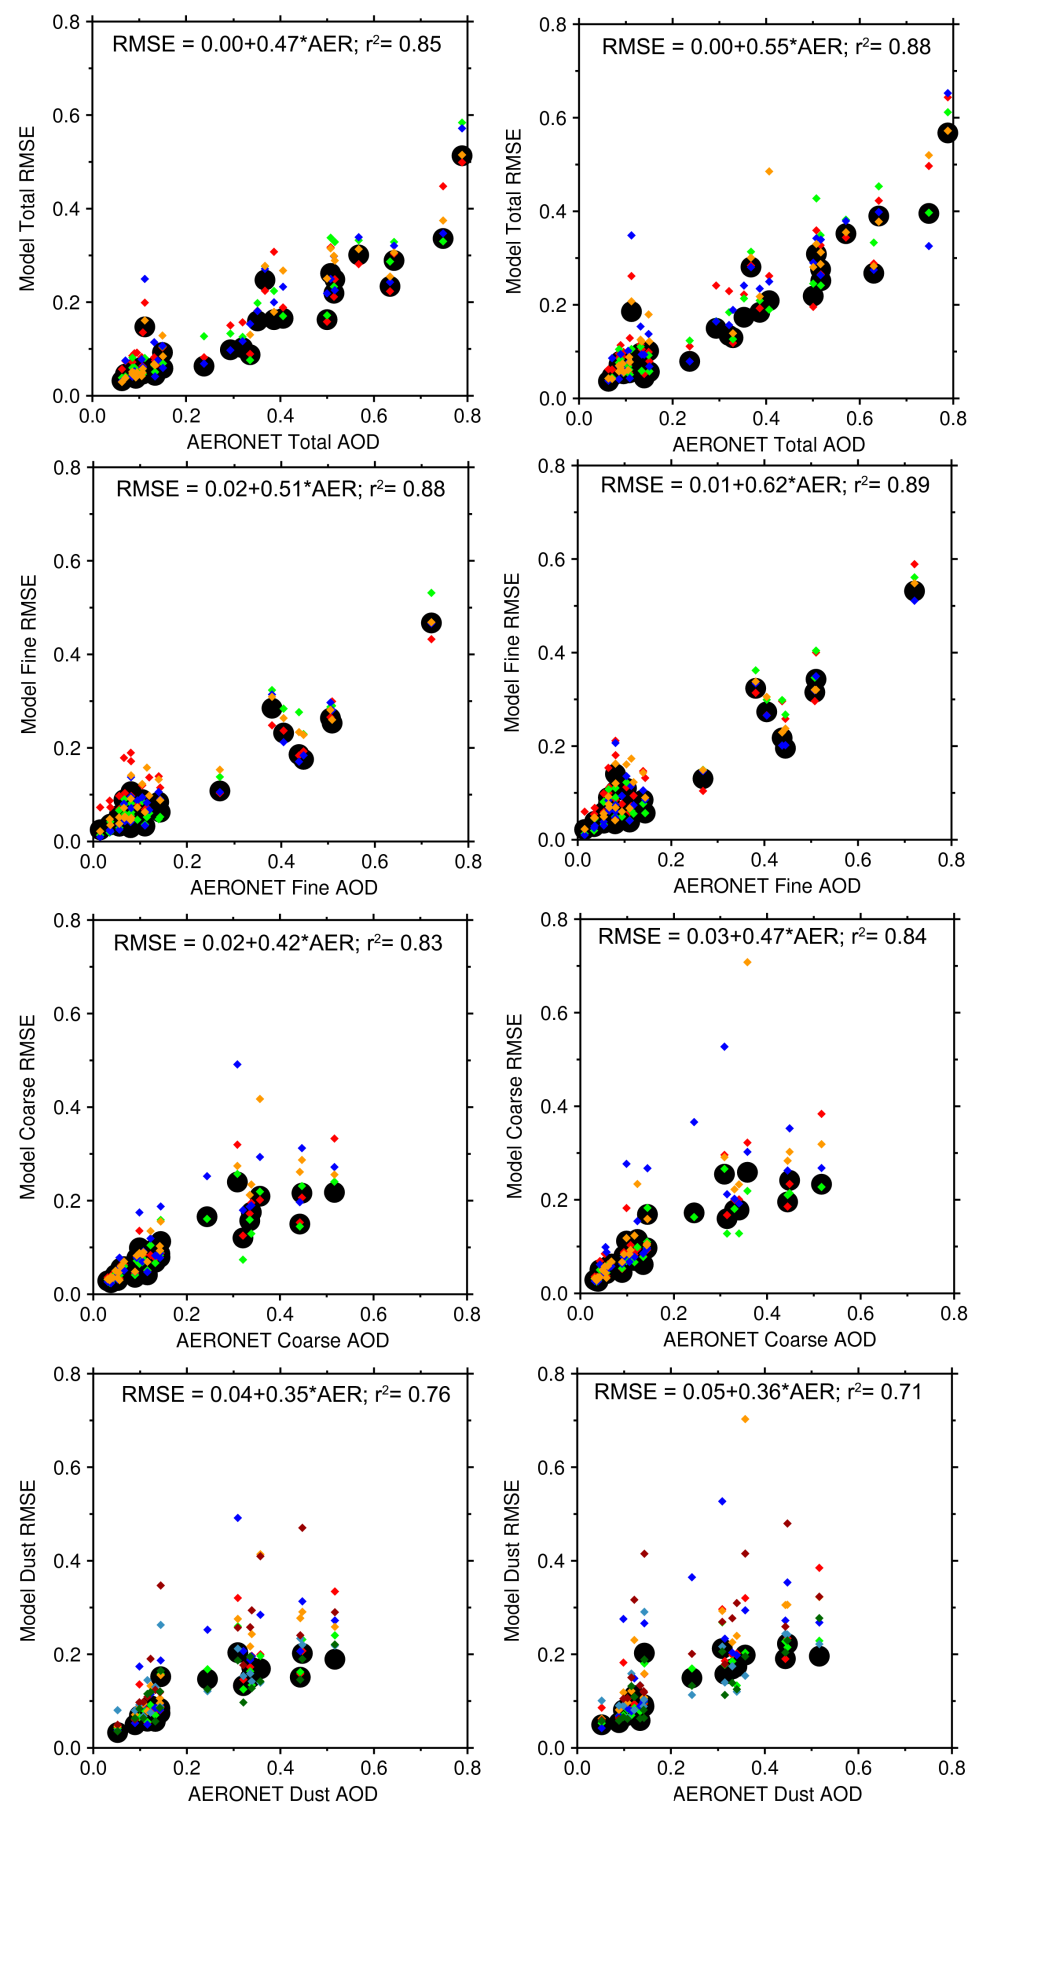 RMSE = 0.00+0.47*AER; r²= 0.85
Model Total RMSE
0.8
0.6
0.4
0.2
0.0
0.0 0.2 0.4 0.6 0.8
AERONET Total AOD
RMSE = 0.00+0.55*AER; r²= 0.88
Model Total RMSE
0.8
0.6
0.4
0.2
0.0
0.0 0.2 0.4 0.6 0.8
AERONET Total AOD
RMSE = 0.02+0.51*AER; r²= 0.88
Model Fine RMSE
0.8
0.6
0.4
0.2
0.0
0.0 0.2 0.4 0.6 0.8
AERONET Fine AOD
RMSE = 0.01+0.62*AER; r²= 0.89
Model Fine RMSE
0.8
0.6
0.4
0.2
0.0
0.0 0.2 0.4 0.6 0.8
AERONET Fine AOD
RMSE = 0.02+0.42*AER; r²= 0.83
Model Coarse RMSE
0.8
0.6
0.4
0.2
0.0
0.0 0.2 0.4 0.6 0.8
AERONET Coarse AOD
RMSE = 0.03+0.47*AER; r²= 0.84
Model Coarse RMSE
0.8
0.6
0.4
0.2
0.0
0.0 0.2 0.4 0.6 0.8
AERONET Coarse AOD
RMSE = 0.04+0.35*AER; r²= 0.76
Model Dust RMSE
0.8
0.6
0.4
0.2
0.0
0.0 0.2 0.4 0.6 0.8
AERONET Dust AOD
RMSE = 0.05+0.36*AER; r²= 0.71
Model Dust RMSE
0.8
0.6
0.4
0.2
0.0
0.0 0.2 0.4 0.6 0.8
AERONET Dust AOD